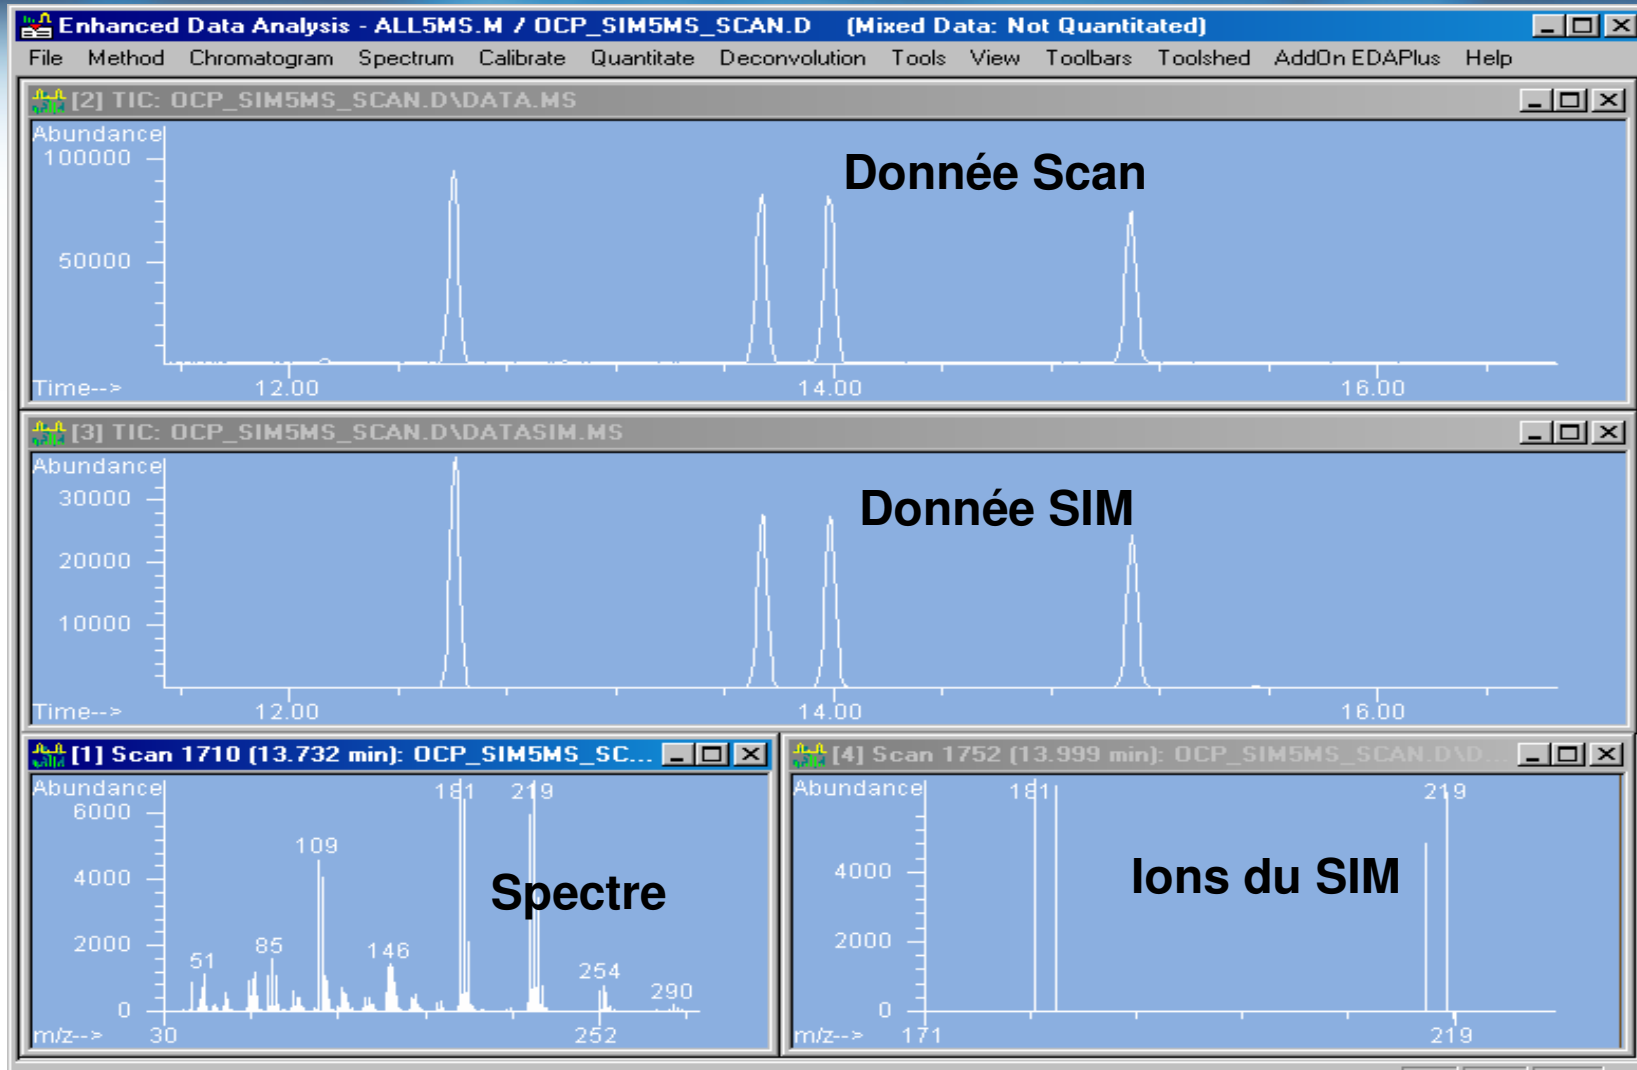 Enhanced Data Analysis - ALL5MS.M / OCP_SIM5MS_SCAN.D (Mixed Data: Not Quantitated)
File Method Chromatogram Spectrum Calibrate Quantitate Deconvolution Tools View Toolbars Toolshed AddOn EDAPlus Help
[2] TIC: OCP_SIM5MS_SCAN.D\DATA.MS
Abundance
100000
Donnée Scan
50000
Time--> 12.00 14.00 16.00
[3] TIC: OCP_SIM5MS_SCAN.D\DATASIM.MS
Abundance
30000
Donnée SIM
20000
10000
Time--> 12.00 14.00 16.00
[1] Scan 1710 (13.732 min): OCP_SIM5MS_SC...
Abundance
181 219
6000
109
4000
Spectre
2000
51 85 146 254 290
0
m/z--> 30 252
[4] Scan 1752 (13.999 min): OCP_SIM5MS_SCAN.D\D...
Abundance
181 219
4000
Ions du SIM
2000
0
m/z--> 171 219